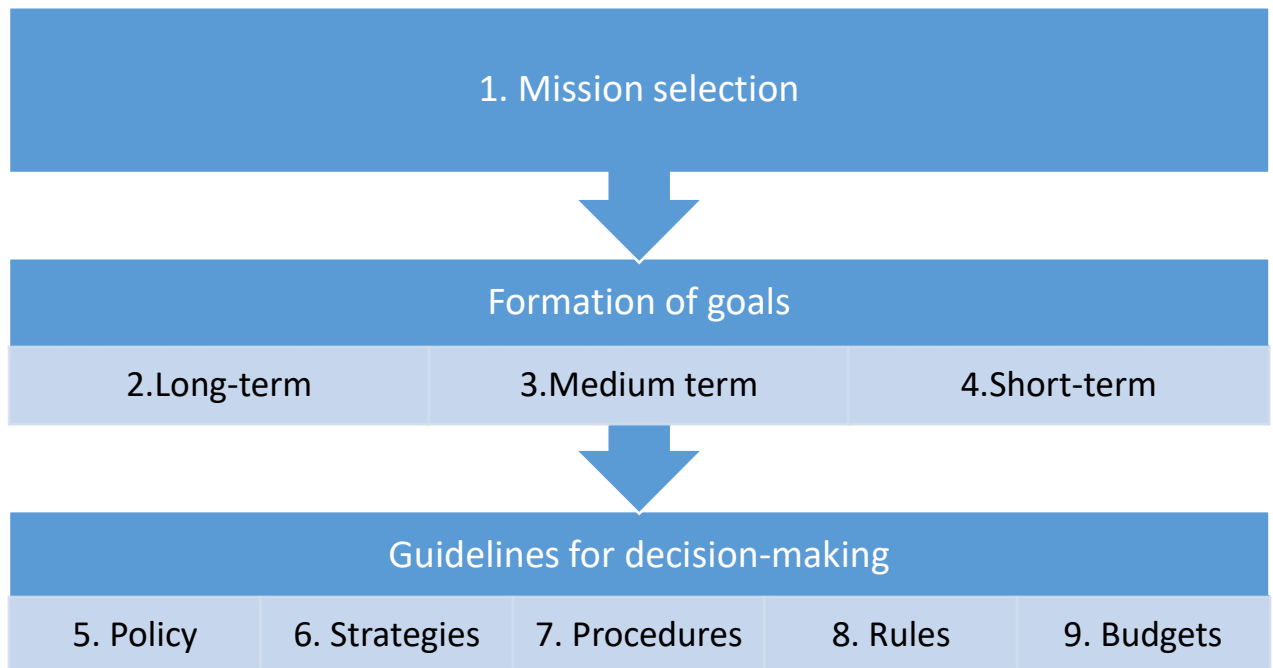 1. Mission selection
Formation of goals
2.Long-term
3.Medium term
4.Short-term
Guidelines for decision-making
5. Policy
6. Strategies
7. Procedures
8. Rules
9. Budgets